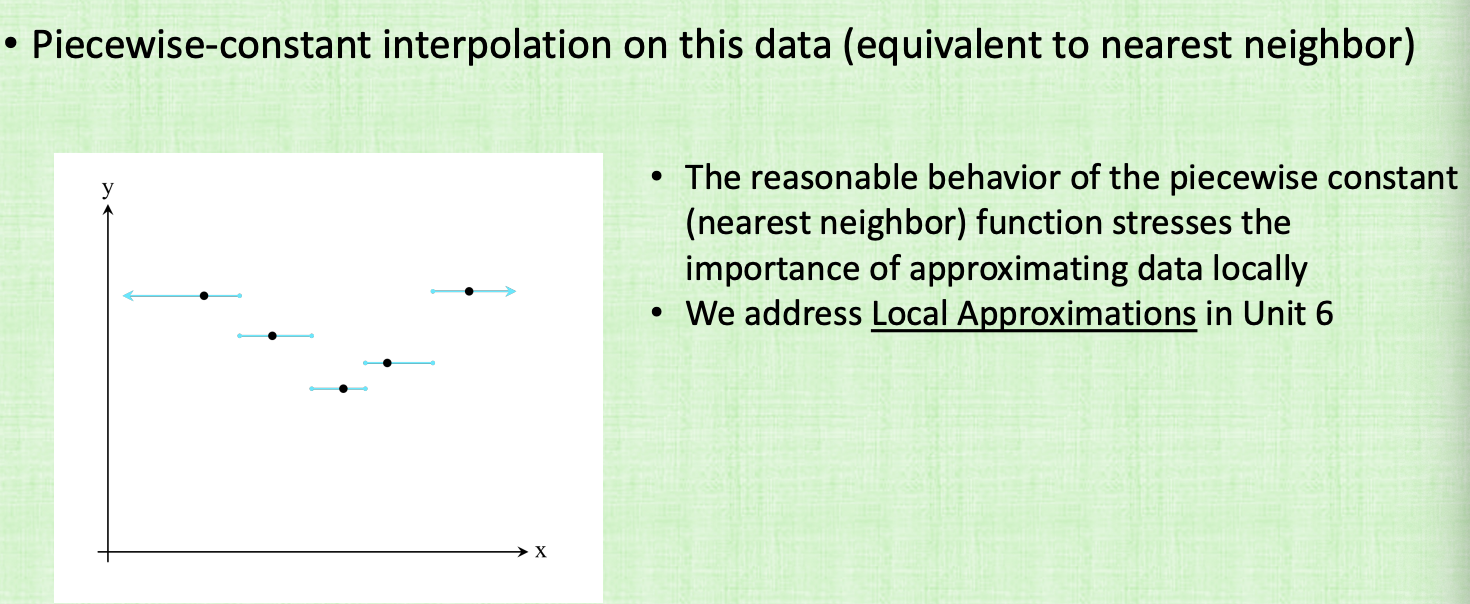 • Piecewise-constant interpolation on this data (equivalent to nearest neighbor)
y
x
• The reasonable behavior of the piecewise constant
(nearest neighbor) function stresses the
importance of approximating data locally
• We address Local Approximations in Unit 6